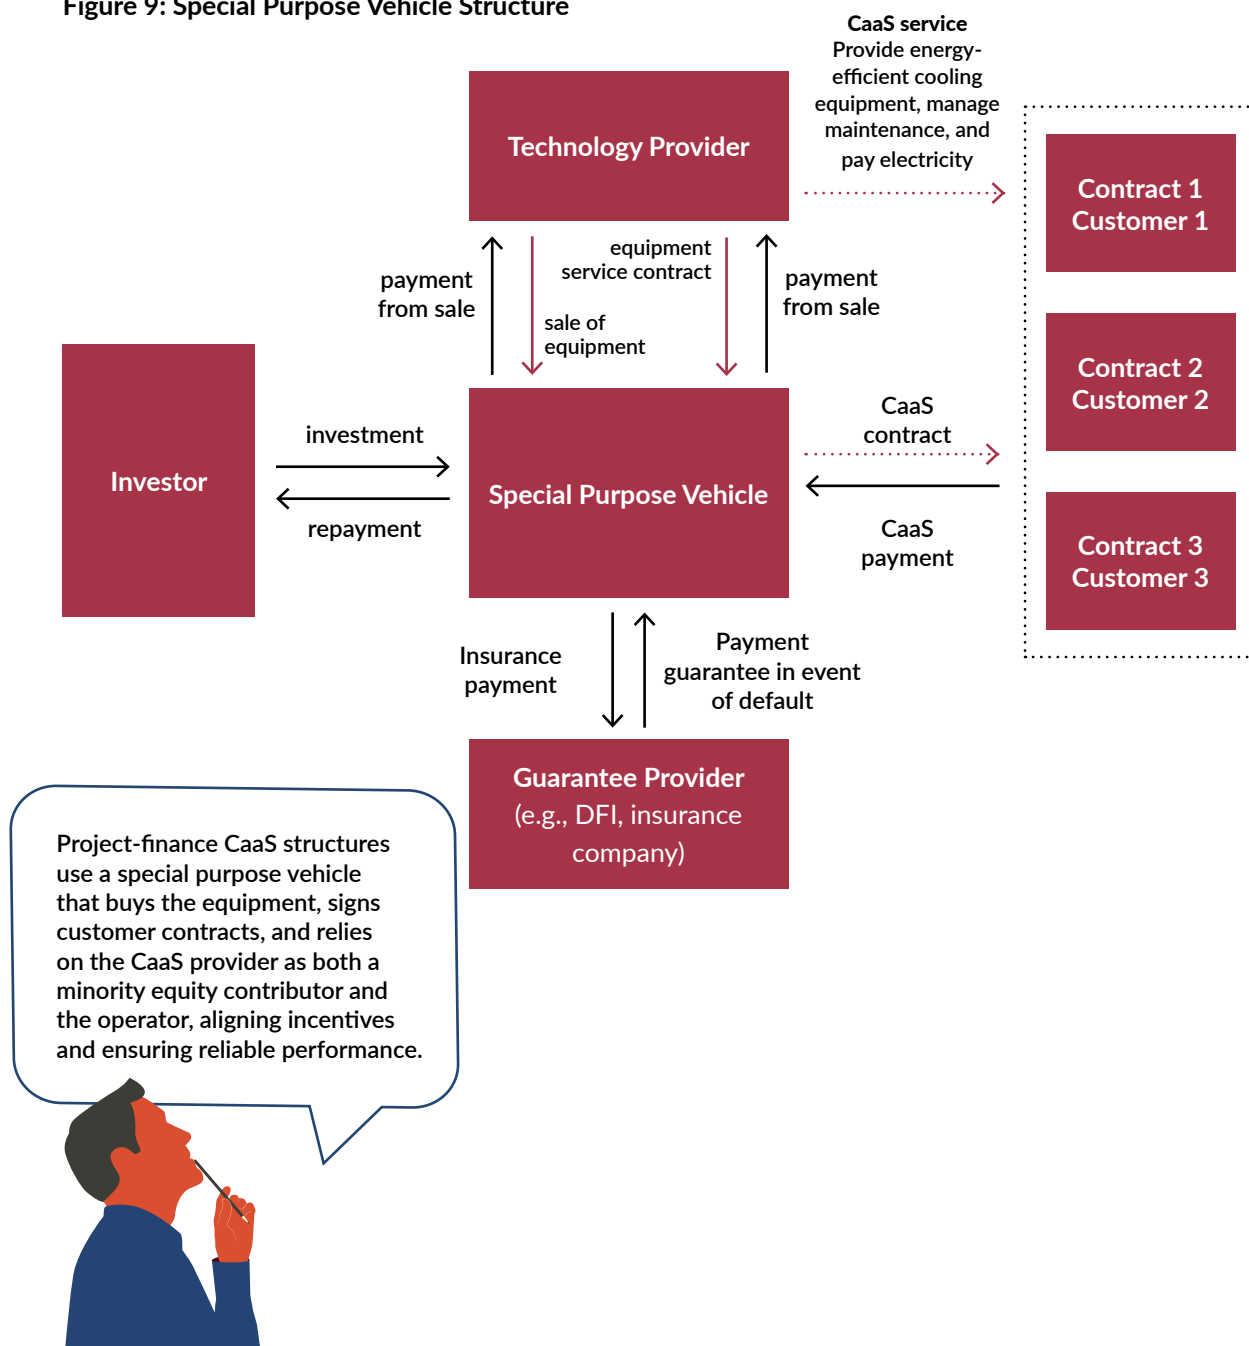 Figure 9: Special Purpose Vehicle Structure
CaaS service
Provide energy-
efficient cooling
equipment, manage
maintenance, and
pay electricity
Technology Provider
Contract 1
Customer 1
payment
from sale
sale of
equipment
equipment
service contract
payment
from sale
Contract 2
Customer 2
Investor
investment
repayment
Special Purpose Vehicle
CaaS
contract
CaaS
payment
Contract 3
Customer 3
Insurance
payment
Payment
guarantee in event
of default
Guarantee Provider
(e.g., DFI, insurance
company)
Project-finance CaaS structures
use a special purpose vehicle
that buys the equipment, signs
customer contracts, and relies
on the CaaS provider as both a
minority equity contributor and
the operator, aligning incentives
and ensuring reliable performance.